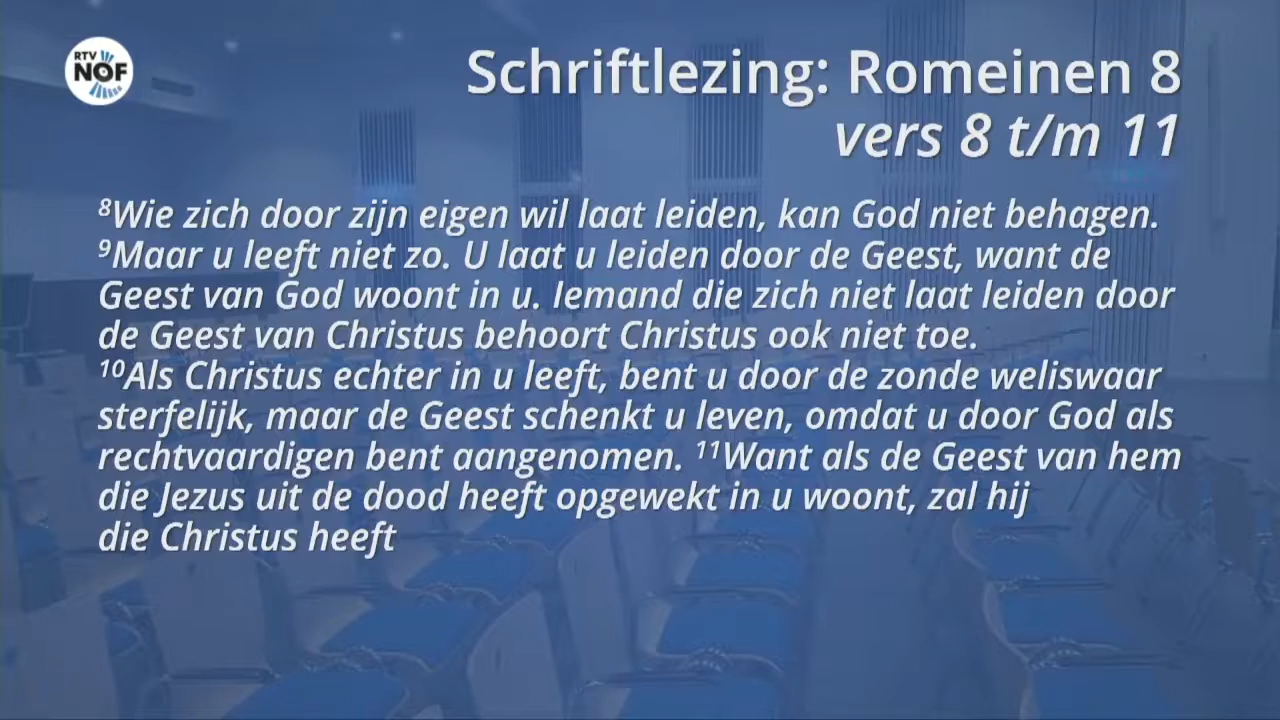 RTV
NOF
Schriftlezing: Romeinen 8
vers 8 t/m 11
⁸Wie zich door zijn eigen wil laat leiden, kan God niet behagen.
⁹Maar u leeft niet zo. U laat u leiden door de Geest, want de
Geest van God woont in u. Iemand die zich niet laat leiden door
de Geest van Christus behoort Christus ook niet toe.
¹⁰Als Christus echter in u leeft, bent u door de zonde weliswaar
sterfelijk, maar de Geest schenkt u leven, omdat u door God als
rechtvaardigen bent aangenomen. ¹¹Want als de Geest van hem
die Jezus uit de dood heeft opgewekt in u woont, zal hij
die Christus heeft